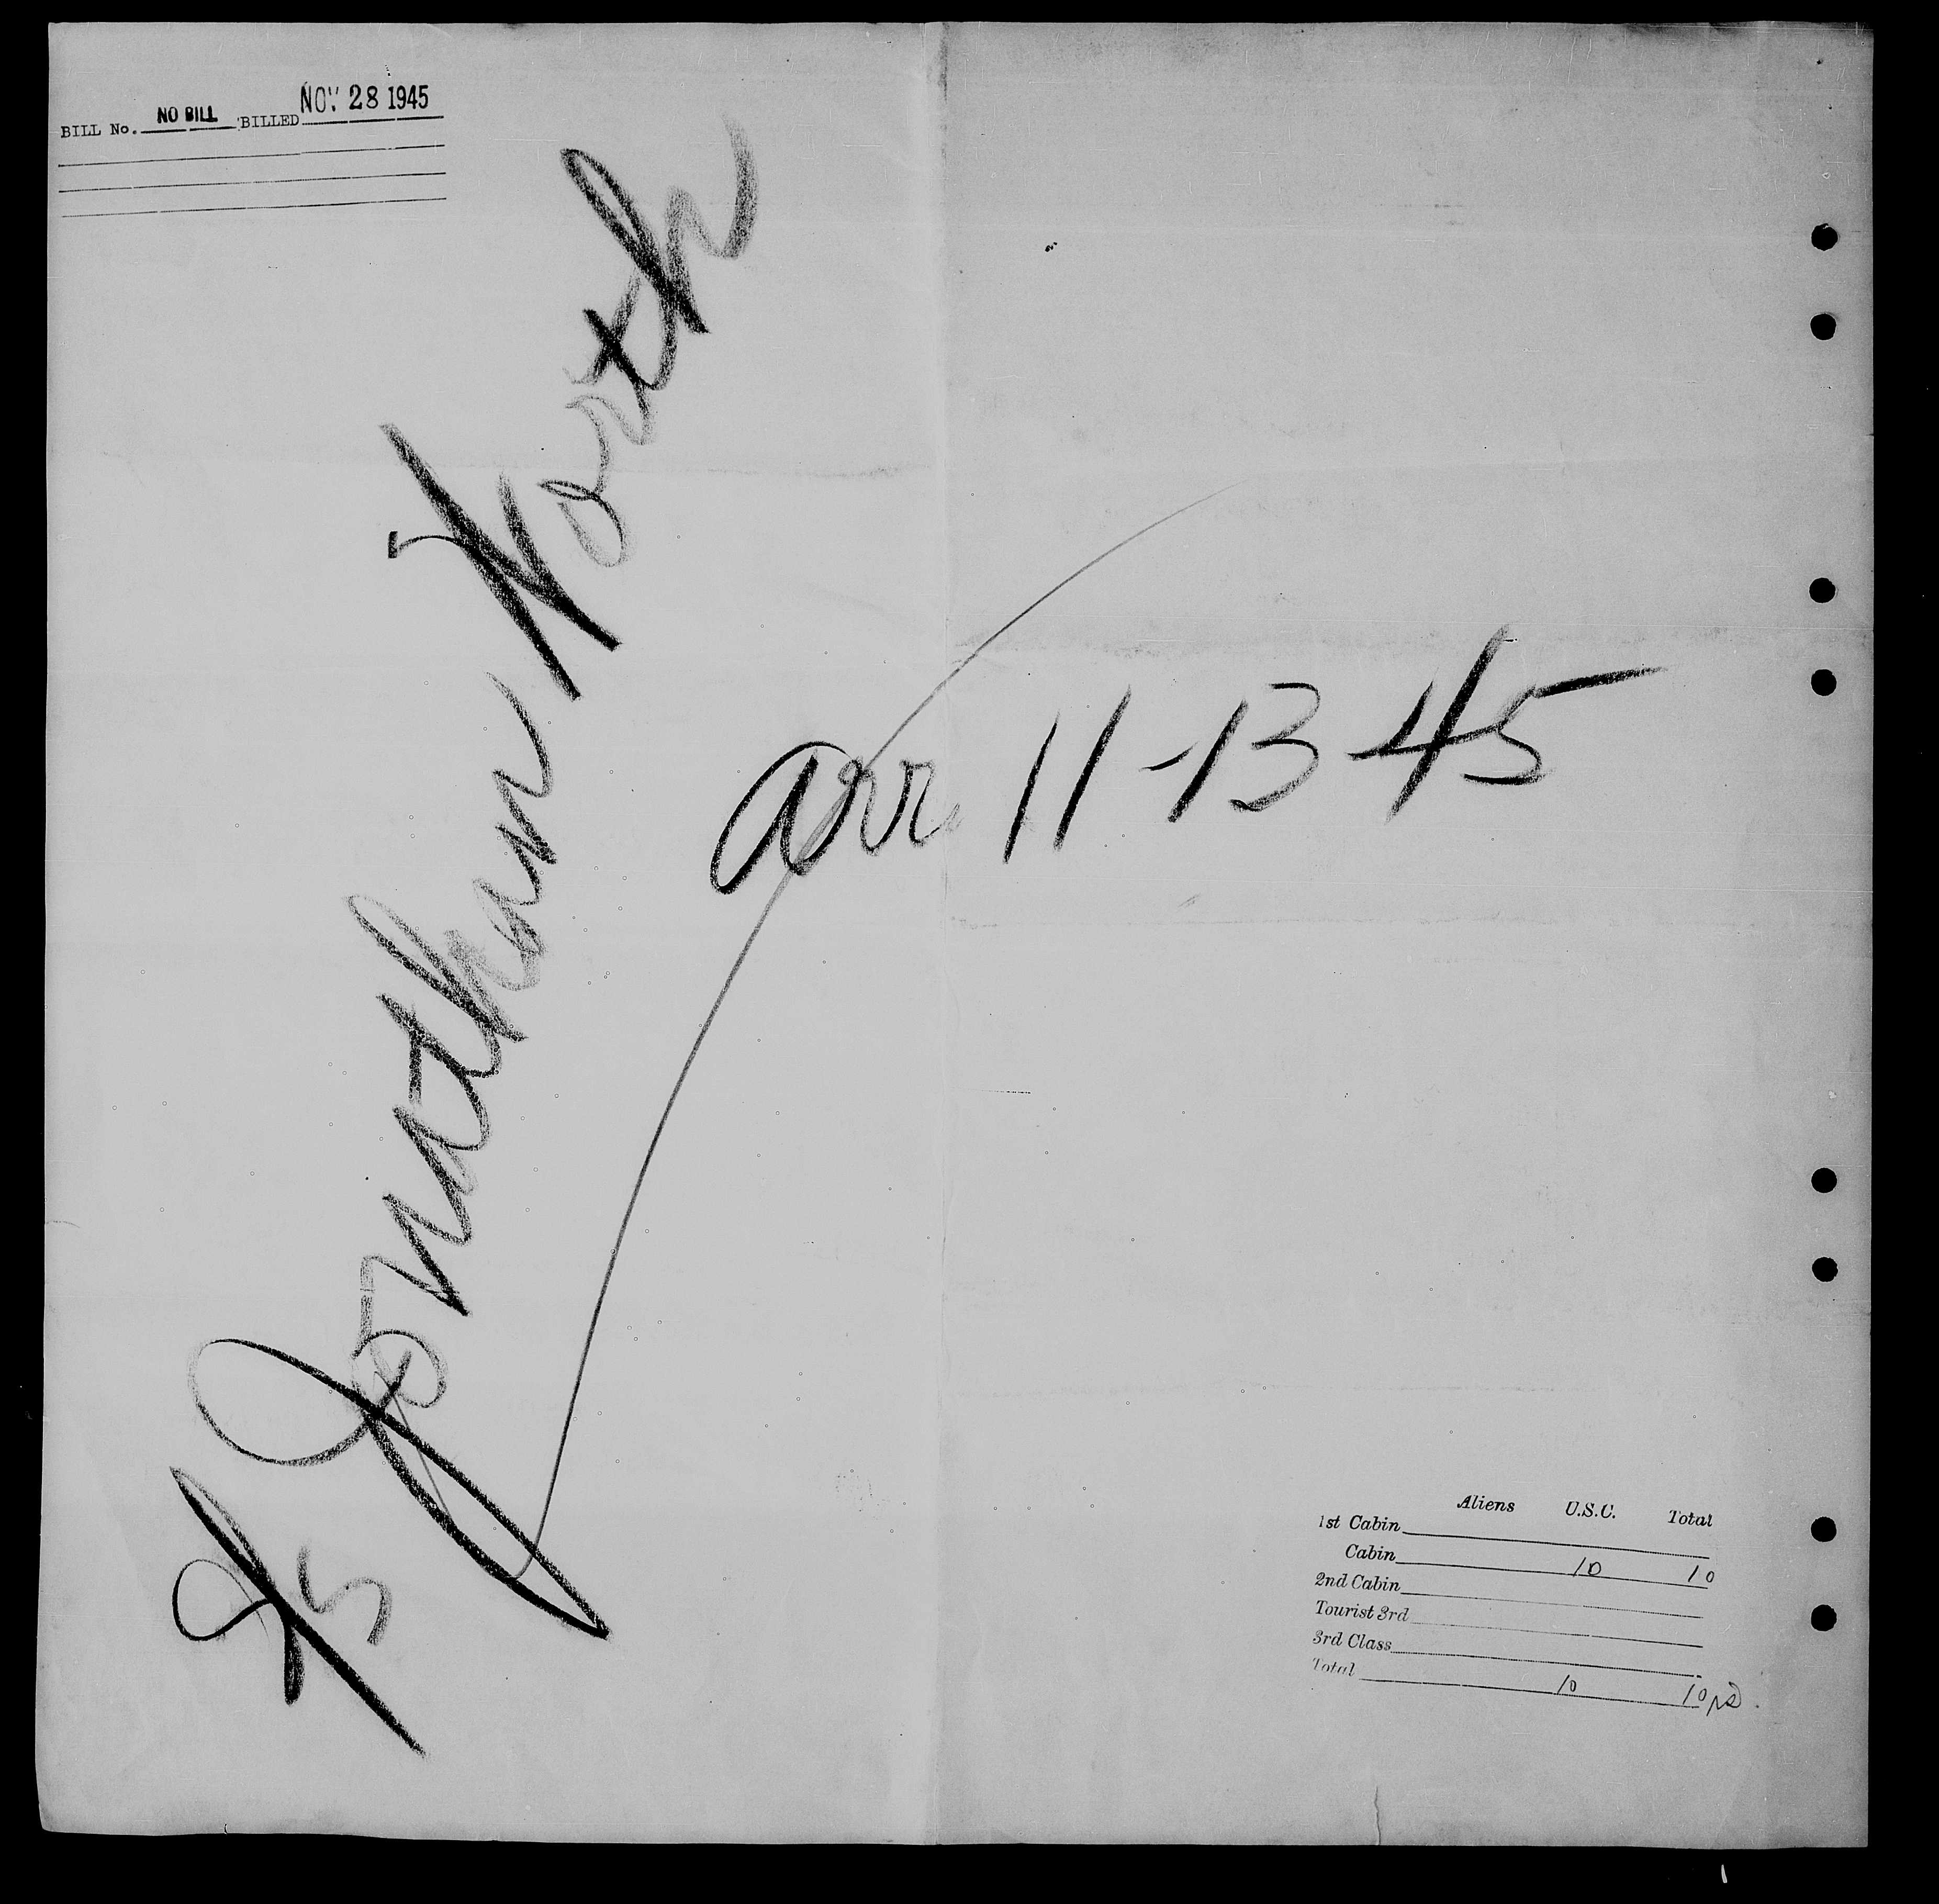 BILL No. NO BILL BILLED NOV 28 1945
SS Jonathan Worth
arr. 11-13-45
Aliens U.S.C. Total
1st Cabin
Cabin 10 10
2nd Cabin
Tourist 3rd
3rd Class
Total 10 10